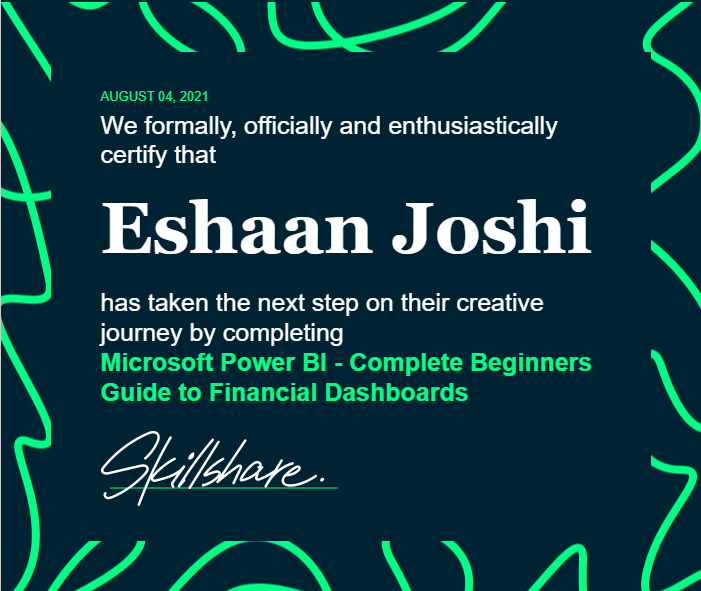 AUGUST 04, 2021
We formally, officially and enthusiastically
certify that
Eshaan Joshi
has taken the next step on their creative
journey by completing
Microsoft Power BI - Complete Beginners
Guide to Financial Dashboards
Skillshare.